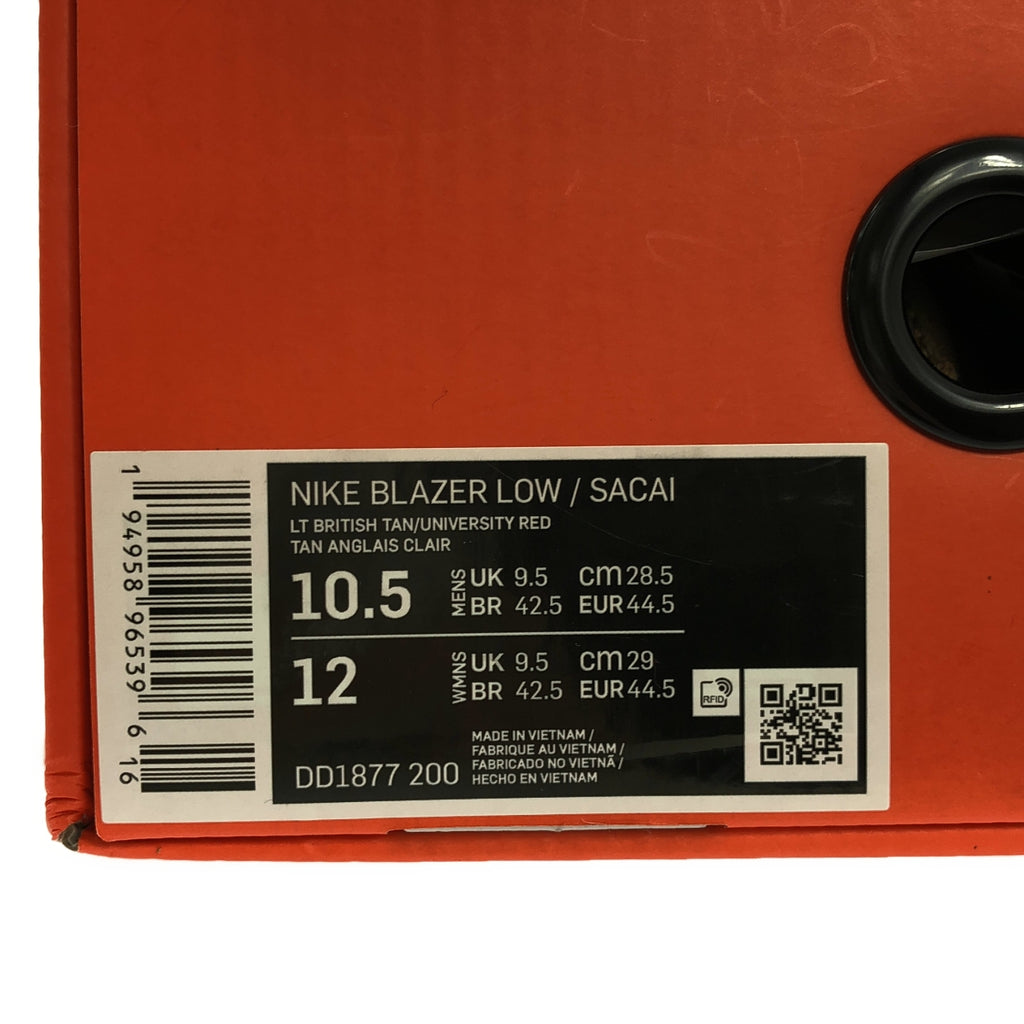 1 94958 96539 6
16
NIKE BLAZER LOW / SACAI
LT BRITISH TAN/UNIVERSITY RED
TAN ANGLAIS CLAIR
10.5 MENS UK 9.5 CM 28.5
BR 42.5 EUR 44.5
12 WMNS UK 9.5 CM 29
BR 42.5 EUR 44.5
RFID
DD1877 200
MADE IN VIETNAM /
FABRIQUE AU VIETNAM /
FABRICADO NO VIETNÃ /
HECHO EN VIETNAM